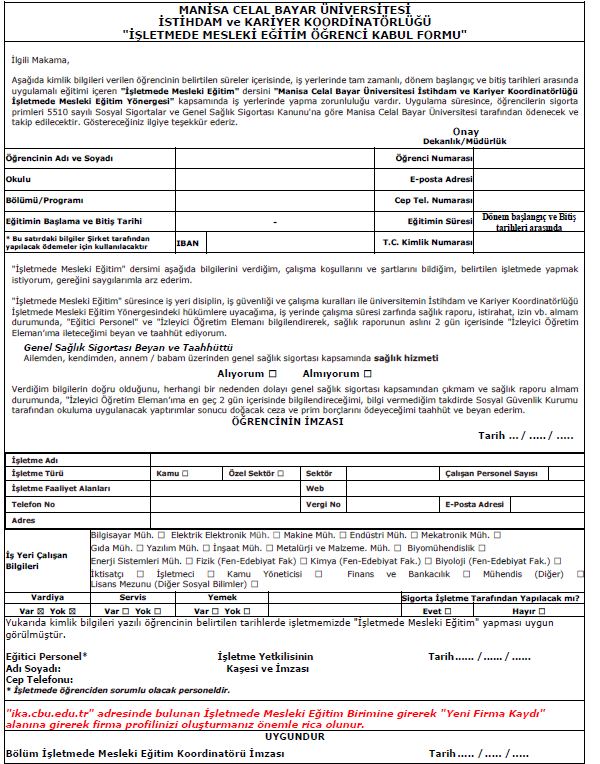 MANİSA CELAL BAYAR ÜNİVERSİTESİ
İSTİHDAM ve KARİYER KOORDİNATÖRLÜĞÜ
"İŞLETMEDE MESLEKİ EĞİTİM ÖĞRENCİ KABUL FORMU"
İlgili Makama,
Aşağıda kimlik bilgileri verilen öğrencinin belirtilen süreler içerisinde, iş yerlerinde tam zamanlı, dönem başlangıç ve bitiş tarihleri arasında
uygulamalı eğitimi içeren "İşletmede Mesleki Eğitim" dersini "Manisa Celal Bayar Üniversitesi İstihdam ve Kariyer Koordinatörlüğü
İşletmede Mesleki Eğitim Yönergesi" kapsamında iş yerlerinde yapma zorunluluğu vardır. Uygulama süresince, öğrencilerin sigorta
primleri 5510 sayılı Sosyal Sigortalar ve Genel Sağlık Sigortası Kanunu'na göre Manisa Celal Bayar Üniversitesi tarafından ödenecek ve
takip edilecektir. Göstereceğiniz ilgiye teşekkür ederiz.
Onay
Dekanlık/Müdürlük
Öğrencinin Adı ve Soyadı Öğrenci Numarası
Okulu E-posta Adresi
Bölümü/Programı Cep Tel. Numarası
Eğitimin Başlama ve Bitiş Tarihi - Eğitimin Süresi Dönem başlangıç ve Bitiş
tarihleri arasında
* Bu satırdaki bilgiler Şirket tarafından
yapılacak ödemeler için kullanılacaktır IBAN T.C. Kimlik Numarası
"İşletmede Mesleki Eğitim" dersimi aşağıda bilgilerini verdiğim, çalışma koşullarını ve şartlarını bildiğim, belirtilen işletmede yapmak
istiyorum, gereğini saygılarımla arz ederim.
"İşletmede Mesleki Eğitim" süresince iş yeri disiplin, iş güvenliği ve çalışma kuralları ile üniversitemin İstihdam ve Kariyer Koordinatörlüğü
İşletmede Mesleki Eğitim Yönergesindeki hükümlere uyacağıma, iş yerinde çalışma süresi zarfında sağlık raporu, istirahat, izin vb. almam
durumunda, "Eğitici Personel" ve "İzleyici Öğretim Elemanı bilgilendirerek, sağlık raporunun aslını 2 gün içerisinde "İzleyici Öğretim
Eleman'ıma ileteceğimi beyan ve taahhüt ediyorum.
Genel Sağlık Sigortası Beyan ve Taahhüttü
Ailemden, kendimden, annem / babam üzerinden genel sağlık sigortası kapsamında sağlık hizmeti
Alıyorum ☐ Almıyorum ☐
Verdiğim bilgilerin doğru olduğunu, herhangi bir nedenden dolayı genel sağlık sigortası kapsamından çıkmam ve sağlık raporu almam
durumunda, "İzleyici Öğretim Eleman'ıma en geç 2 gün içerisinde bilgilendireceğimi, bilgi vermediğim takdirde Sosyal Güvenlik Kurumu
tarafından okuluma uygulanacak yaptırımlar sonucu doğacak ceza ve prim borçlarını ödeyeceğimi taahhüt ve beyan ederim.
ÖĞRENCİNİN İMZASI
Tarih ... / ..... / .....
İşletme Adı
İşletme Türü Kamu ☐ Özel Sektör ☐ Sektör Çalışan Personel Sayısı
İşletme Faaliyet Alanları Web
Telefon No Vergi No E-Posta Adresi
Adres
İş Yeri Çalışan
Bilgileri
Bilgisayar Müh. ☐ Elektrik Elektronik Müh. ☐ Makine Müh. ☐ Endüstri Müh. ☐ Mekatronik Müh. ☐
Gıda Müh. ☐ Yazılım Müh. ☐ İnşaat Müh. ☐ Metalürji ve Malzeme. Müh. ☐ Biyomühendislik ☐
Enerji Sistemleri Müh. ☐ Fizik (Fen-Edebiyat Fak) ☐ Kimya (Fen-Edebiyat Fak.) ☐ Biyoloji (Fen-Edebiyat Fak.) ☐
İktisatçı ☐ İşletmeci ☐ Kamu Yöneticisi ☐ Finans ve Bankacılık ☐ Mühendis (Diğer) ☐
Lisans Mezunu (Diğer Sosyal Bilimler) ☐
Vardiya Servis Yemek Sigorta İşletme Tarafından Yapılacak mı?
Var ☒ Yok ☒ Var ☐ Yok ☐ Var ☐ Yok ☐ Evet ☐ Hayır ☐
Yukarıda kimlik bilgileri yazılı öğrencinin belirtilen tarihlerde işletmemizde "İşletmede Mesleki Eğitim" yapması uygun
görülmüştür.
Eğitici Personel* İşletme Yetkilisinin Tarih...... / ..... / .....
Adı Soyadı: Kaşesi ve İmzası
Cep Telefonu:
* İşletmede öğrenciden sorumlu olacak personeldir.
"ika.cbu.edu.tr" adresinde bulunan İşletmede Mesleki Eğitim Birimine girerek "Yeni Firma Kaydı"
alanına girerek firma profilinizi oluşturmanız önemle rica olunur.
UYGUNDUR
Bölüm İşletmede Mesleki Eğitim Koordinatörü İmzası Tarih ..... / ..... / .....